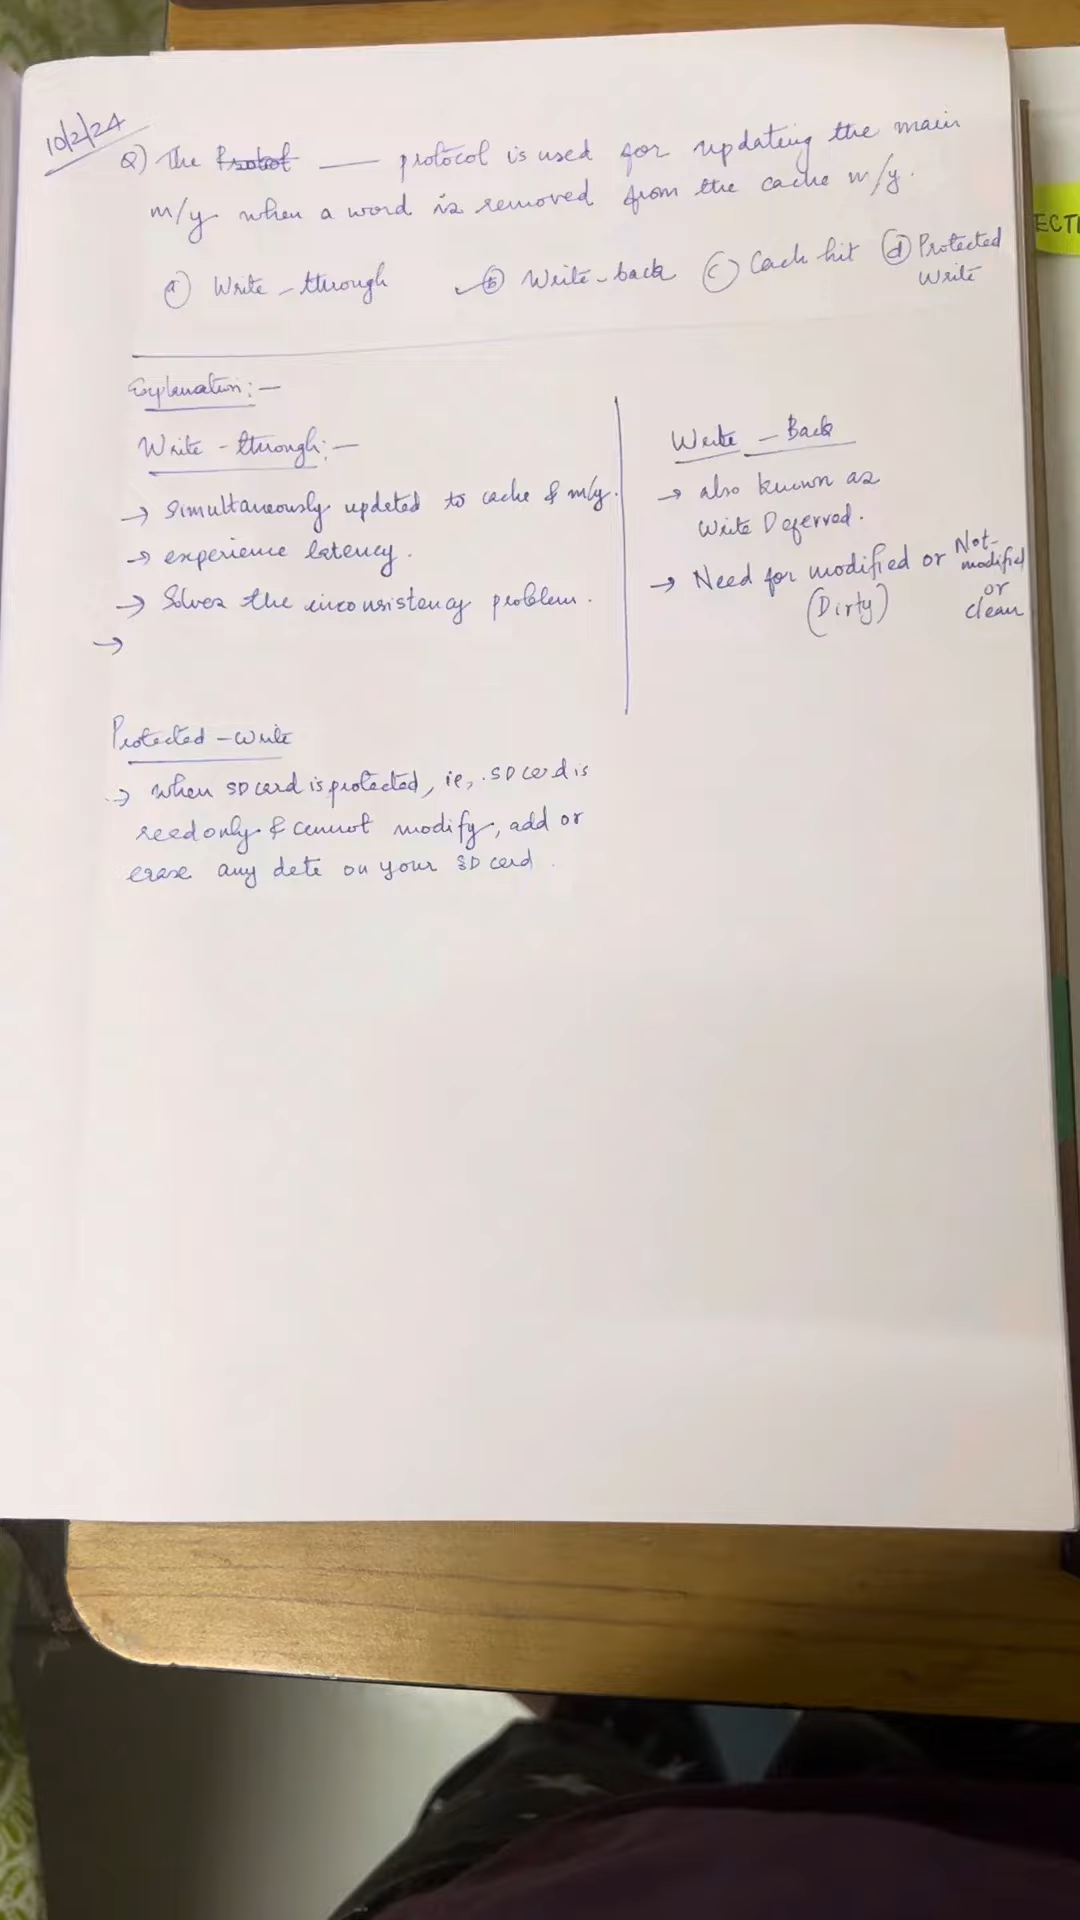 10/2/24
Q) The Protocol ___ protocol is used for updating the main
m/y when a word is removed from the cache m/y.
(a) Write-through (b) Write-back (c) Cach hit (d) Protected
Write
Explanation:-
Write-through:-
→ Simultaneously updated to cache & m/y.
→ experience latency.
→ Solves the inconsistency problem.
→
Write-Back
→ also known as
Write Deferred.
→ Need for modified or Not-
modified
(Dirty) or
clean
Protected-Write
→ When SD card is protected, ie, SD card is
read only & cannot modify, add or
erase any data on your SD card.
ECTI